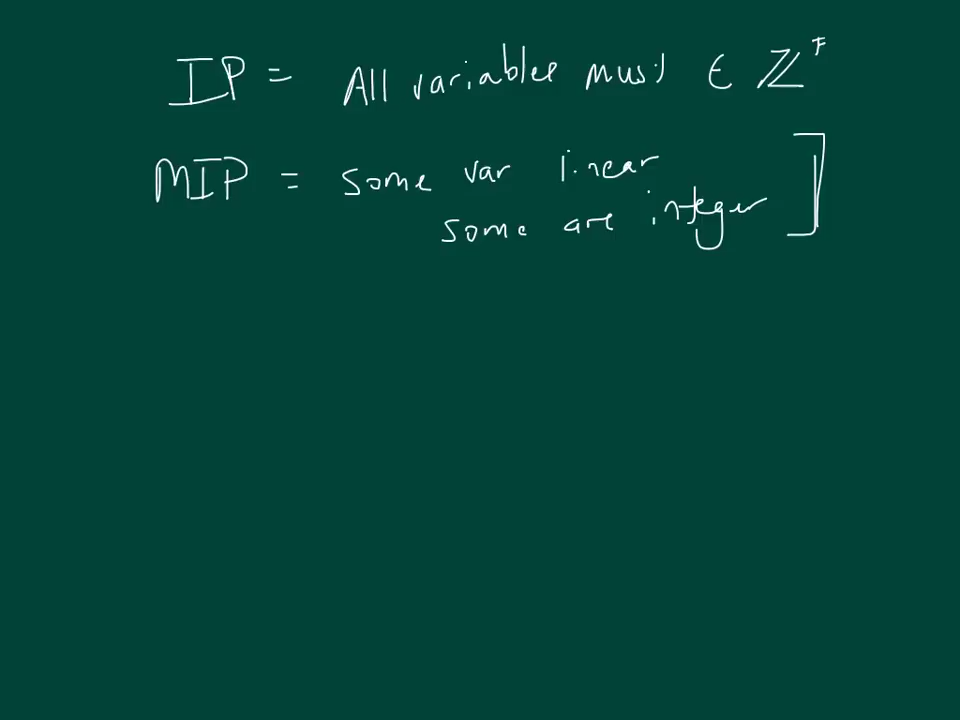 IP = All variables must ∈ ℤ⁺
MIP = some var linear
some are integer ]